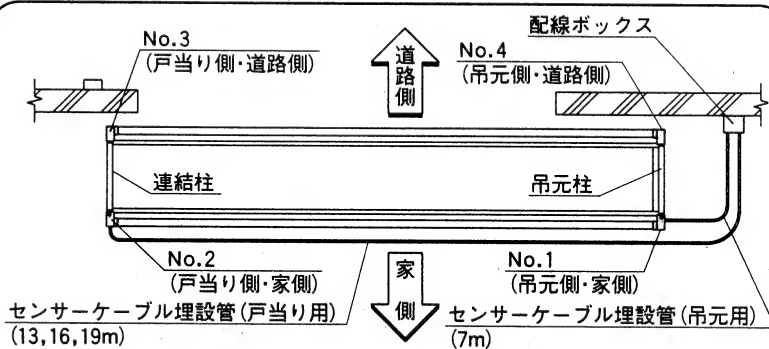 配線ボックス
No.3
(戸当り側・道路側)
道路側
No.4
(吊元側・道路側)
連結柱
吊元柱
No.2
(戸当り側・家側)
家側
No.1
(吊元側・家側)
センサーケーブル埋設管(戸当り用)
(13,16,19m)
センサーケーブル埋設管(吊元用)
(7m)